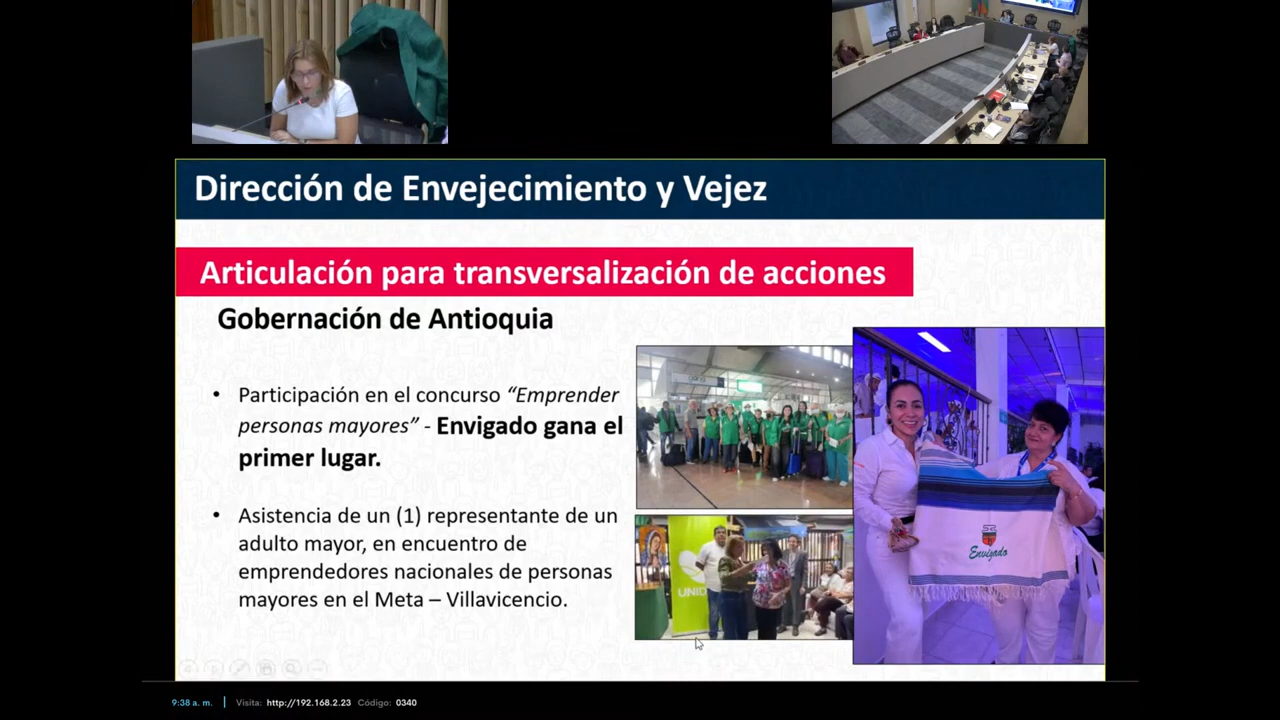 Dirección de Envejecimiento y Vejez
Articulación para transversalización de acciones
Gobernación de Antioquia
• Participación en el concurso “Emprender
personas mayores” - Envigado gana el
primer lugar.
• Asistencia de un (1) representante de un
adulto mayor, en encuentro de
emprendedores nacionales de personas
mayores en el Meta – Villavicencio.
UNID
Envigado
9:38 a. m. | Visita: http://192.168.2.23 Código: 0340